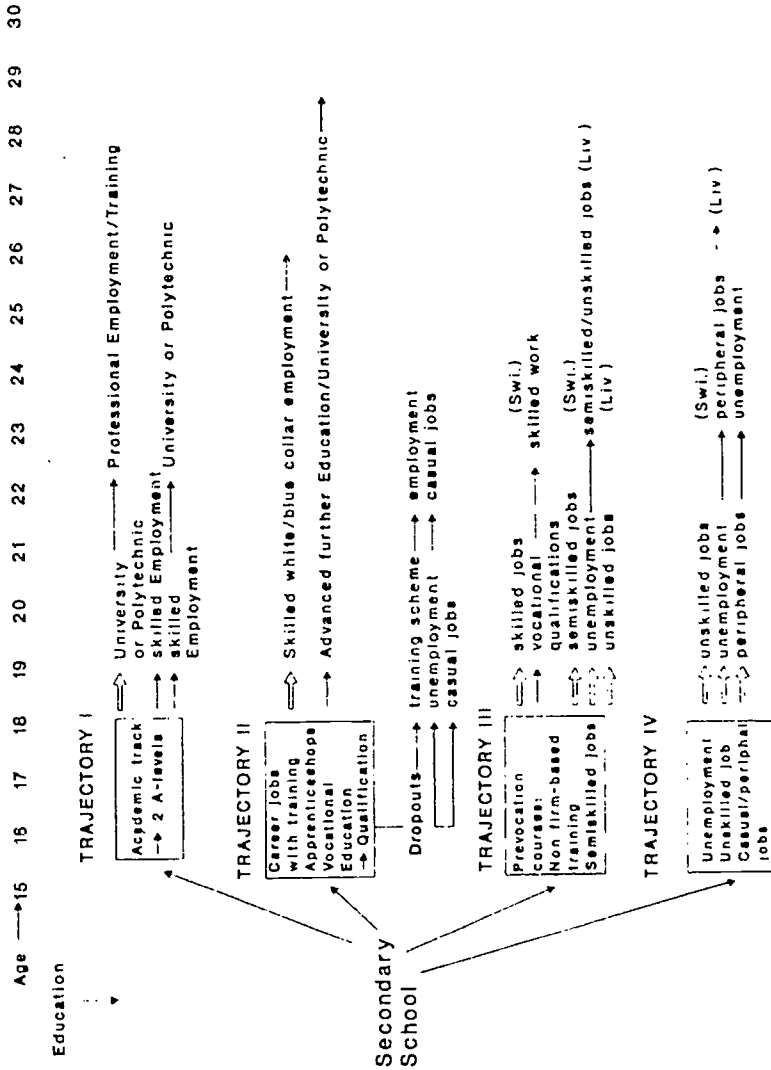 Age 15 16 17 18 19 20 21 22 23 24 25 26 27 28 29 30
Education
Secondary
School
TRAJECTORY I
Academic track
→ 2 A-levels
University
or Polytechnic
skilled Employment
skilled
Employment
Professional Employment/Training
University or Polytechnic
TRAJECTORY II
Career jobs
with training
Apprenticeshops
Vocational
Education
→ Qualification
Skilled white/blue collar employment
Advanced further Education/University or Polytechnic
Dropouts
training scheme
unemployment
casual jobs
employment
casual jobs
TRAJECTORY III
Prevocation
courses:
Non firm-based
training
Semiskilled jobs
skilled jobs
vocational
qualifications
semiskilled jobs
unemployment
unskilled jobs
(Swi.)
skilled work
(Swi.)
semiskilled/unskilled jobs (Liv)
(Liv.)
TRAJECTORY IV
Unemployment
Unskilled job
Casual/periphal
jobs
unskilled jobs
unemployment
peripheral jobs
(Swi.)
peripheral jobs
unemployment
(Liv)